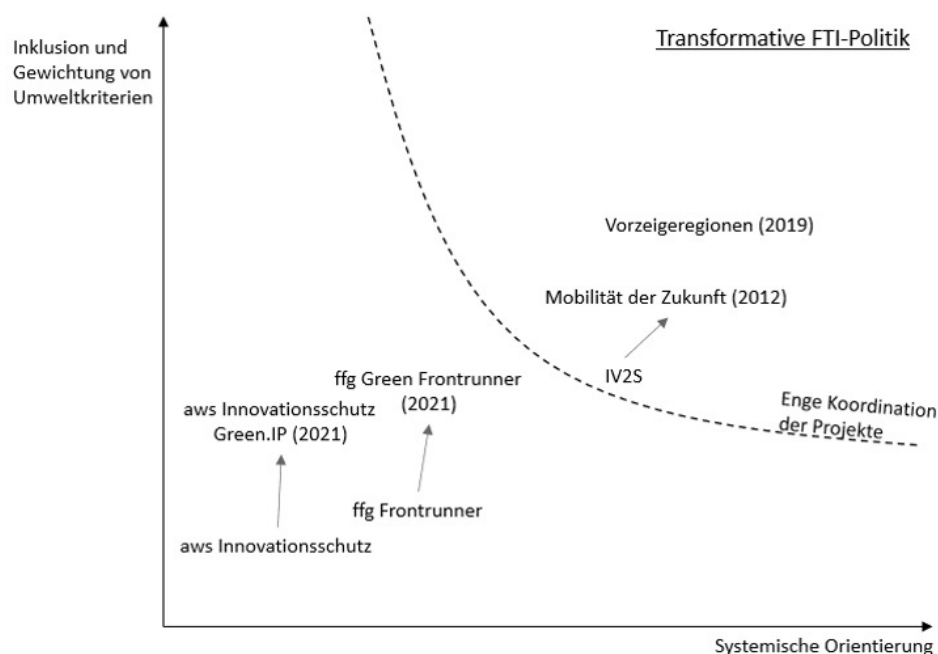 Inklusion und
Gewichtung von
Umweltkriterien
Transformative FTI-Politik
Vorzeigeregionen (2019)
Mobilität der Zukunft (2012)
IV2S
ffg Green Frontrunner
(2021)
aws Innovationsschutz
Green.IP (2021)
Enge Koordination
der Projekte
ffg Frontrunner
aws Innovationsschutz
Systemische Orientierung